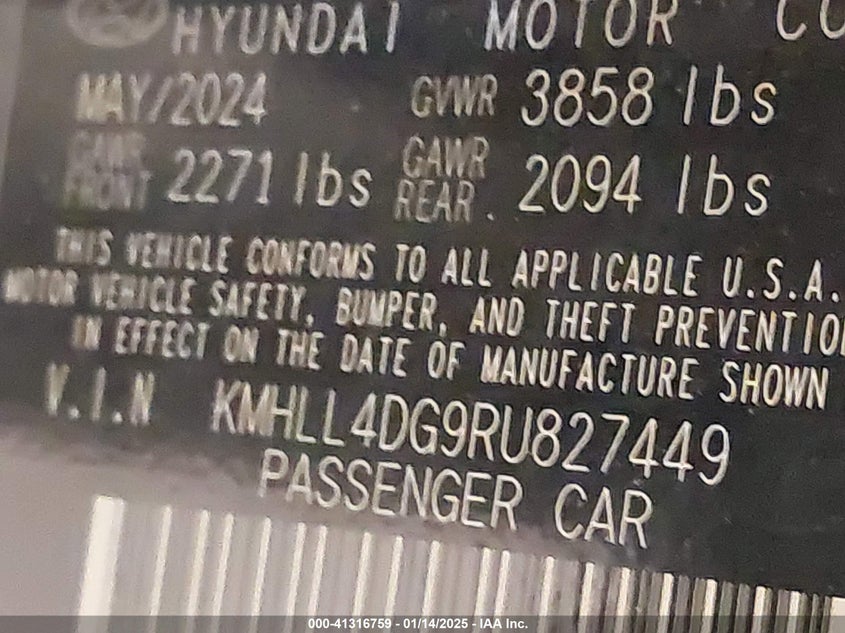 HYUNDAI MOTOR CO
MAY/2024 GVWR 3858 lbs
GAWR FRONT 2271 lbs GAWR REAR 2094 lbs
THIS VEHICLE CONFORMS TO ALL APPLICABLE U.S.A.
MOTOR VEHICLE SAFETY, BUMPER, AND THEFT PREVENTION
IN EFFECT ON THE DATE OF MANUFACTURE SHOWN
V.I.N KMHLL4DG9RU827449
PASSENGER CAR
000-41316759 - 01/14/2025 - IAA Inc.